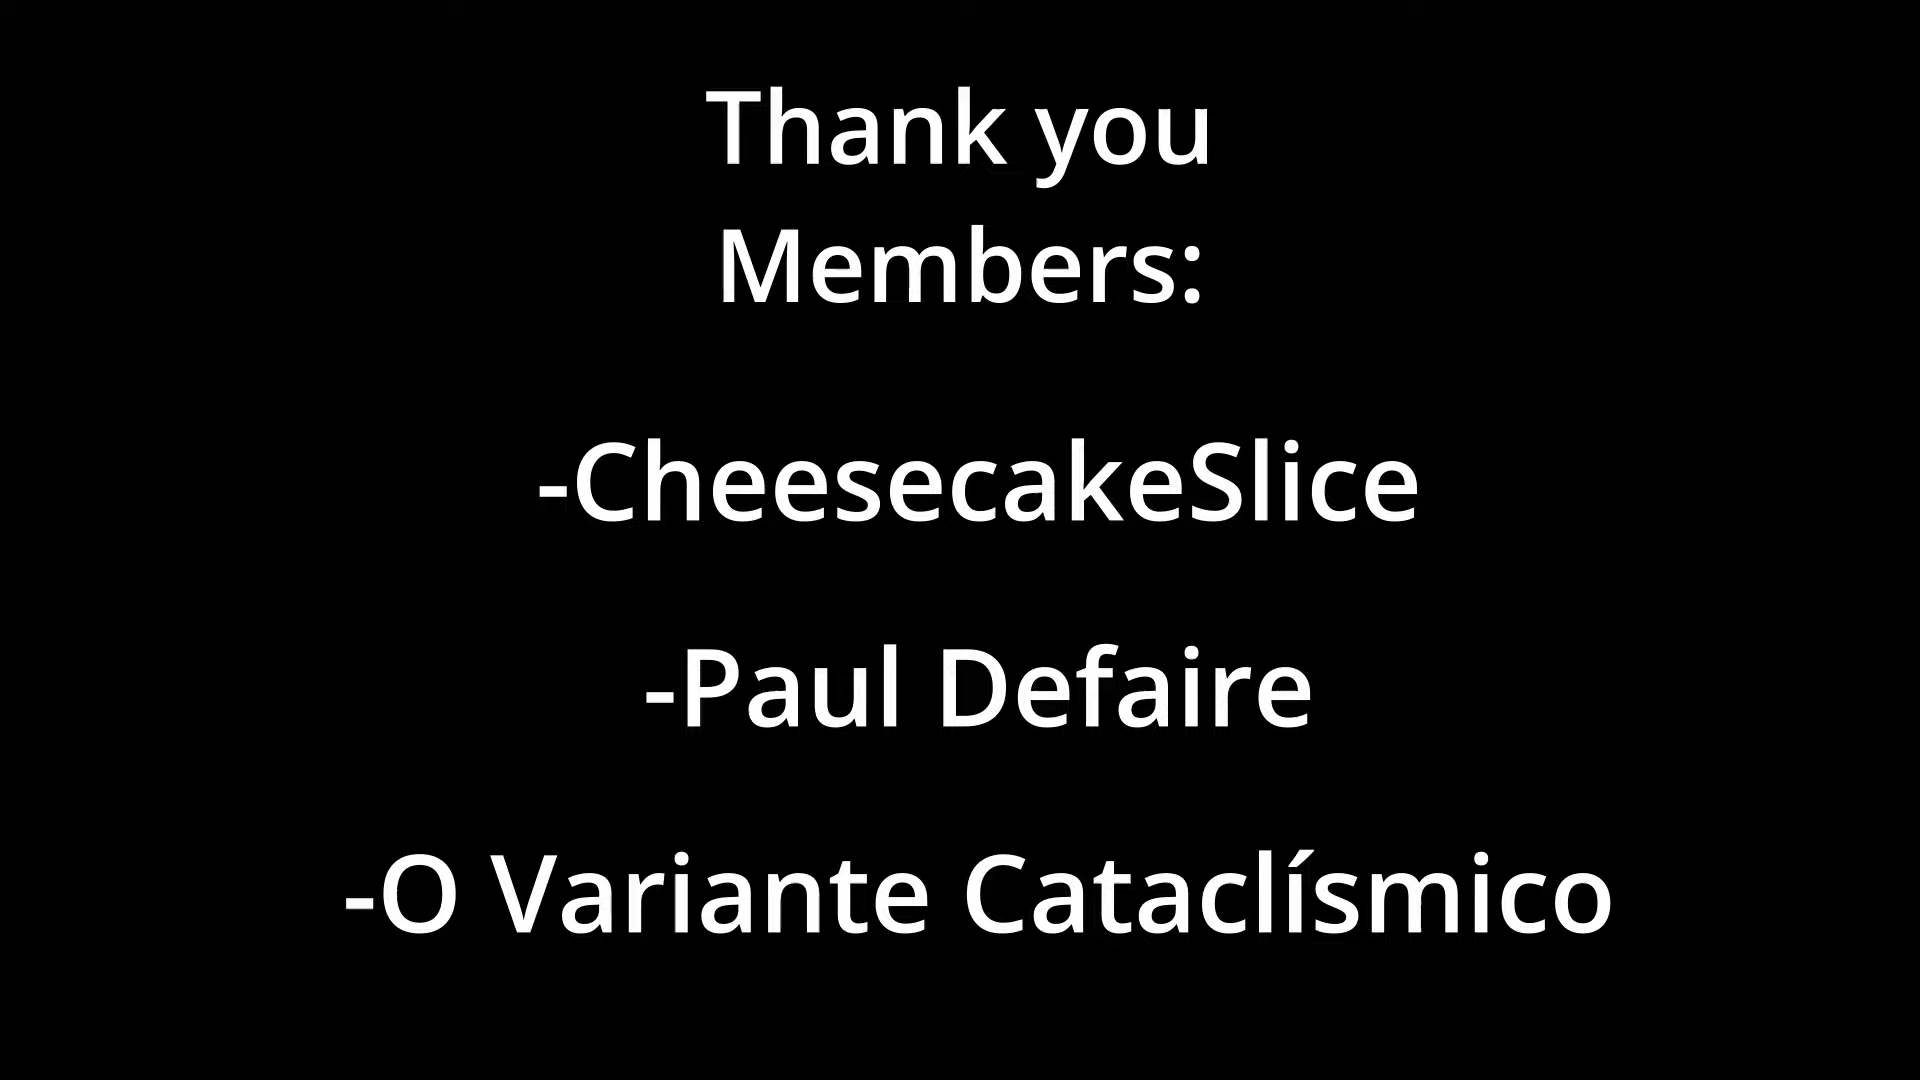 Thank you
Members:
-CheesecakeSlice
-Paul Defaire
-O Variante Cataclísmico